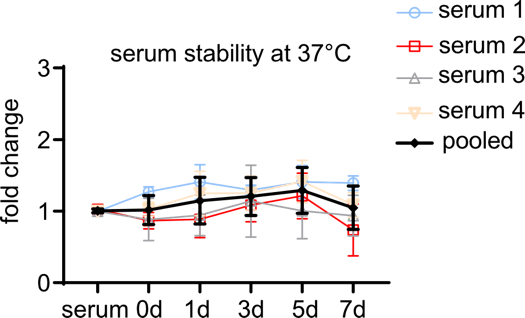 serum 1
serum 2
serum 3
serum 4
pooled
serum stability at 37°C
fold change
3
2
1
0
serum 0d 1d 3d 5d 7d